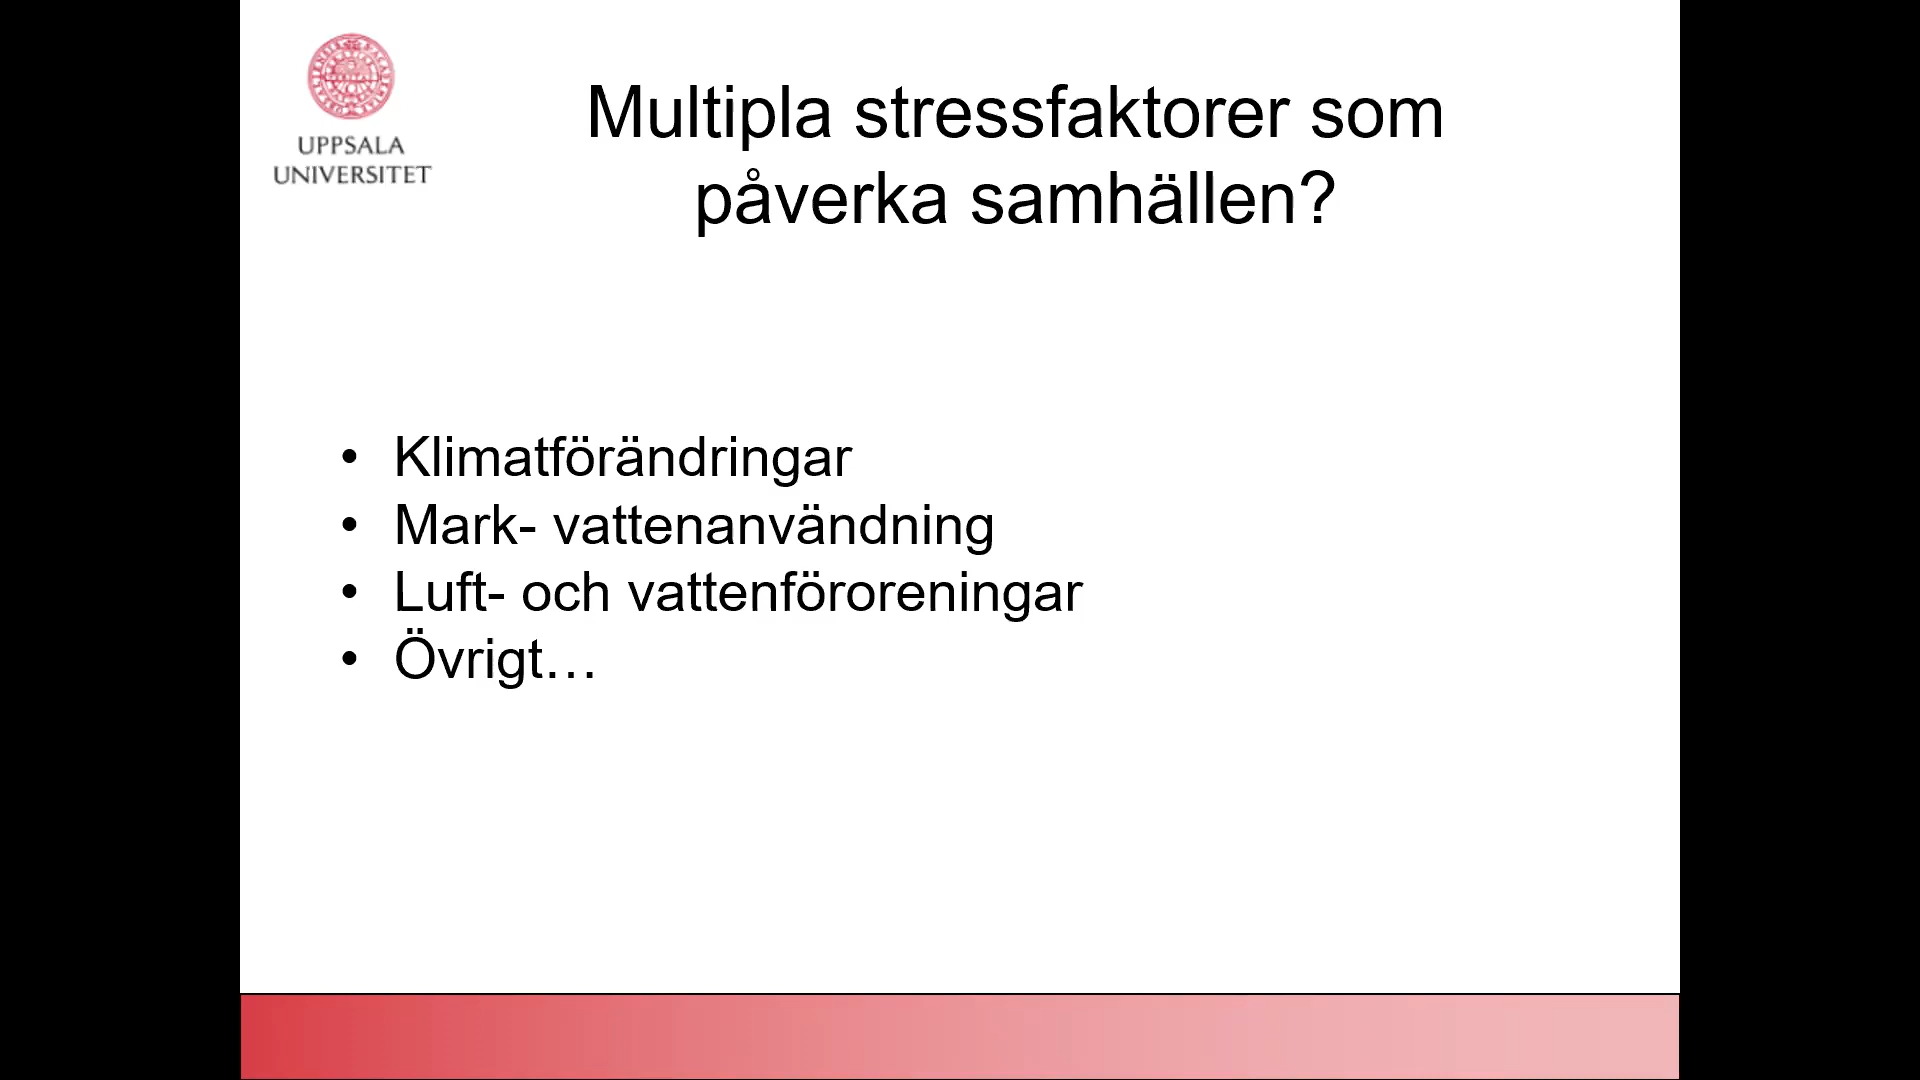 UPPSALA
UNIVERSITET
Multipla stressfaktorer som
påverka samhällen?
• Klimatförändringar
• Mark- vattenanvändning
• Luft- och vattenföroreningar
• Övrigt…